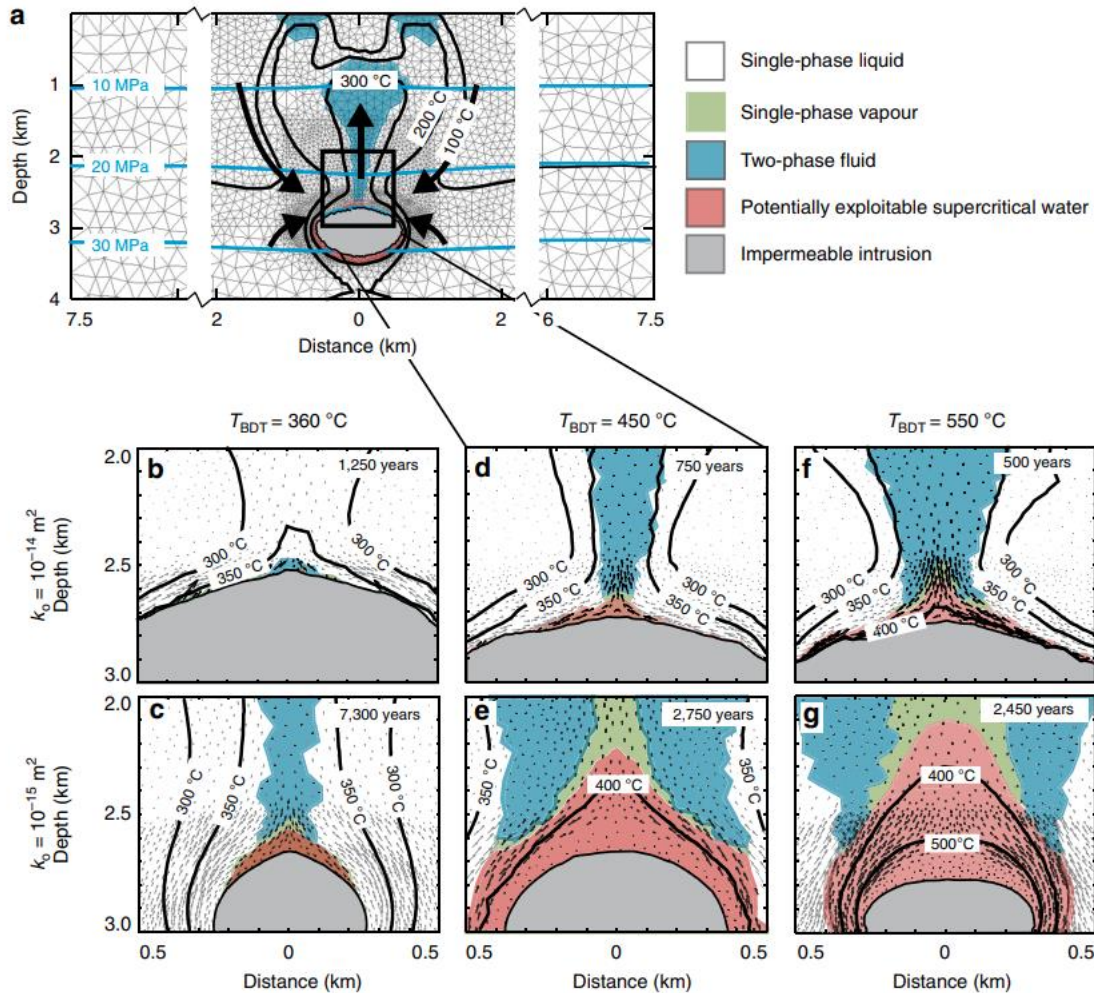 a
Depth (km)
1
2
3
4
10 MPa
20 MPa
30 MPa
300 °C
200 °C
100 °C
7.5
2
0
2
6
7.5
Distance (km)
Single-phase liquid
Single-phase vapour
Two-phase fluid
Potentially exploitable supercritical water
Impermeable intrusion
T_BDT = 360 °C
T_BDT = 450 °C
T_BDT = 550 °C
k_o = 10⁻¹⁴ m²
Depth (km)
2.0
2.5
3.0
b
1,250 years
300 °C
350 °C
300 °C
d
750 years
300 °C
350 °C
300 °C
350 °C
f
500 years
300 °C
350 °C
400 °C
300 °C
350 °C
k_o = 10⁻¹⁵ m²
Depth (km)
2.0
2.5
3.0
c
7,300 years
300 °C
350 °C
350 °C
300 °C
e
2,750 years
350 °C
400 °C
350 °C
g
2,450 years
400 °C
500°C
0.5
0
0.5
Distance (km)
0.5
0
0.5
Distance (km)
0.5
0
0.5
Distance (km)